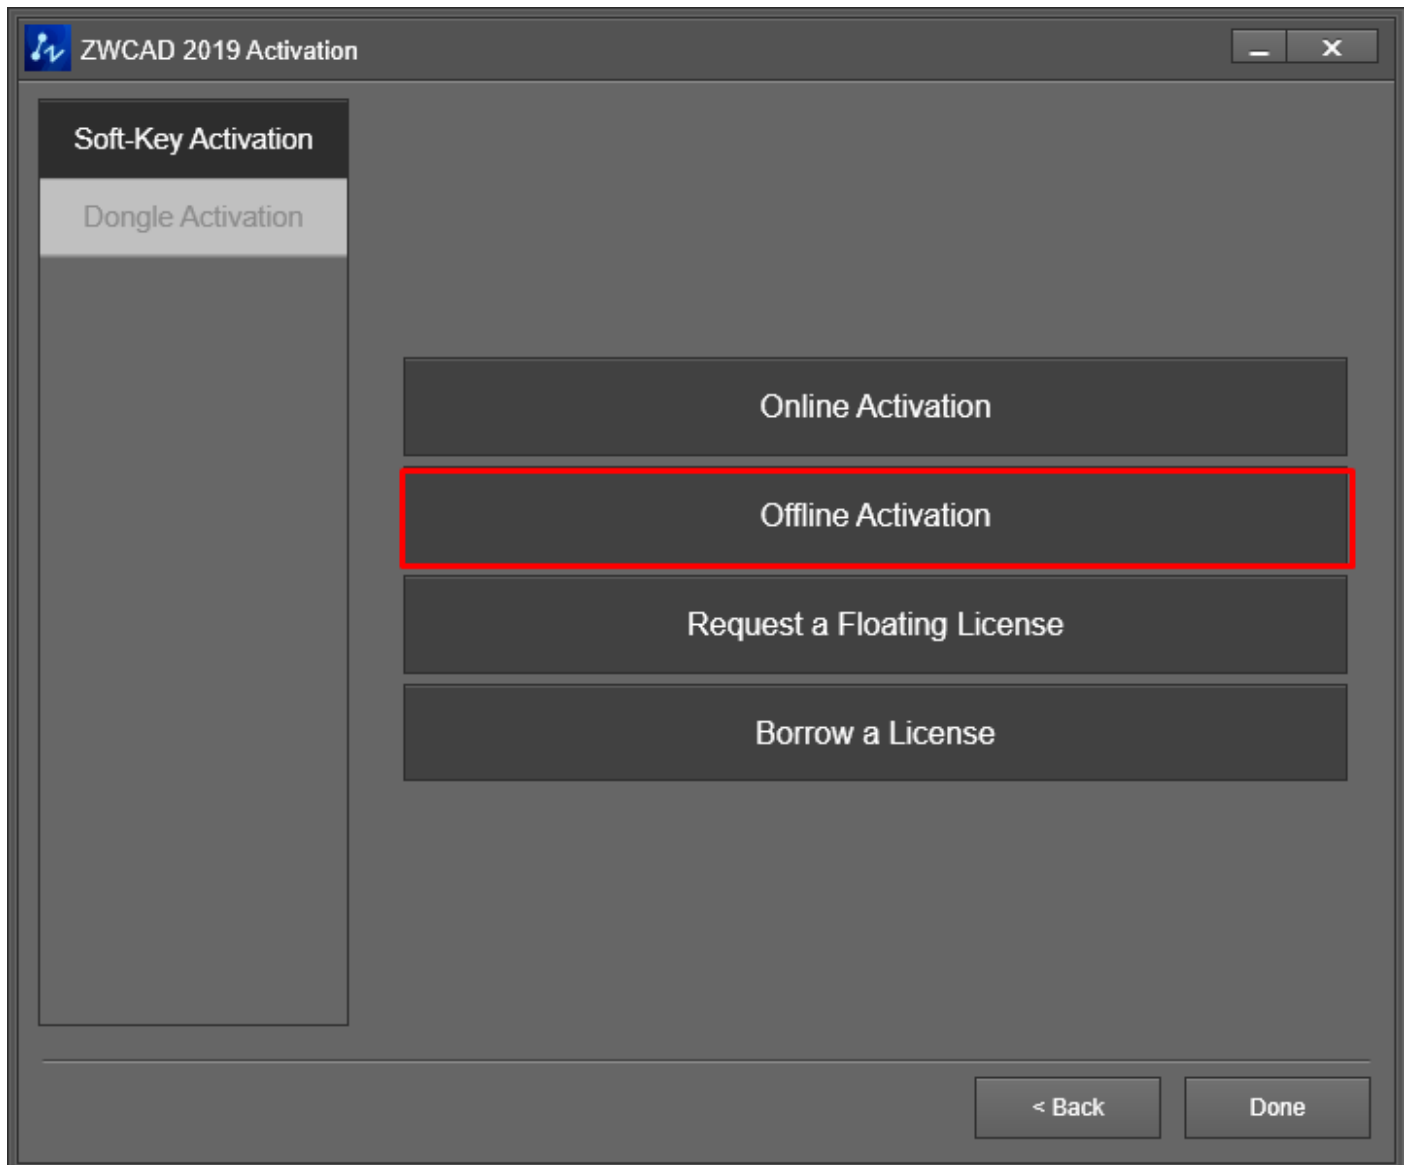 ZWCAD 2019 Activation
Soft-Key Activation
Dongle Activation
Online Activation
Offline Activation
Request a Floating License
Borrow a License
< Back
Done